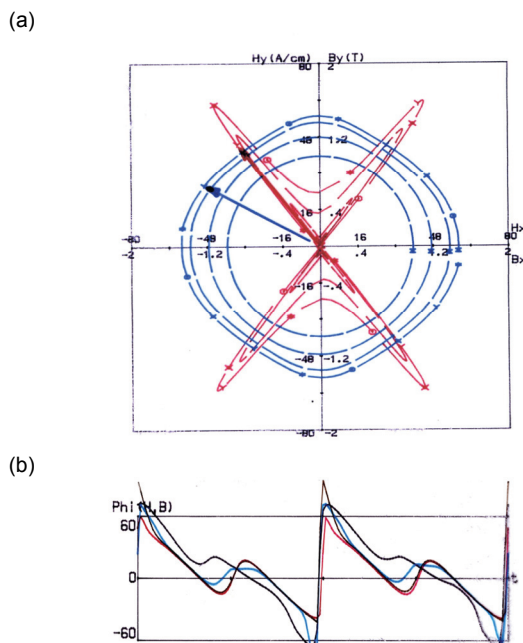 (a)
Hy(A/cm) By(T)
80 2
48 1.2
16 .4
-80 -48 -16 .4 16 48 80 Hx
-2 -1.2 -.4 .4 1.2 2 Bx
-16 -.4
-48 -1.2
-80 -2
(b)
Phi(H,B)
60
0 t
-60